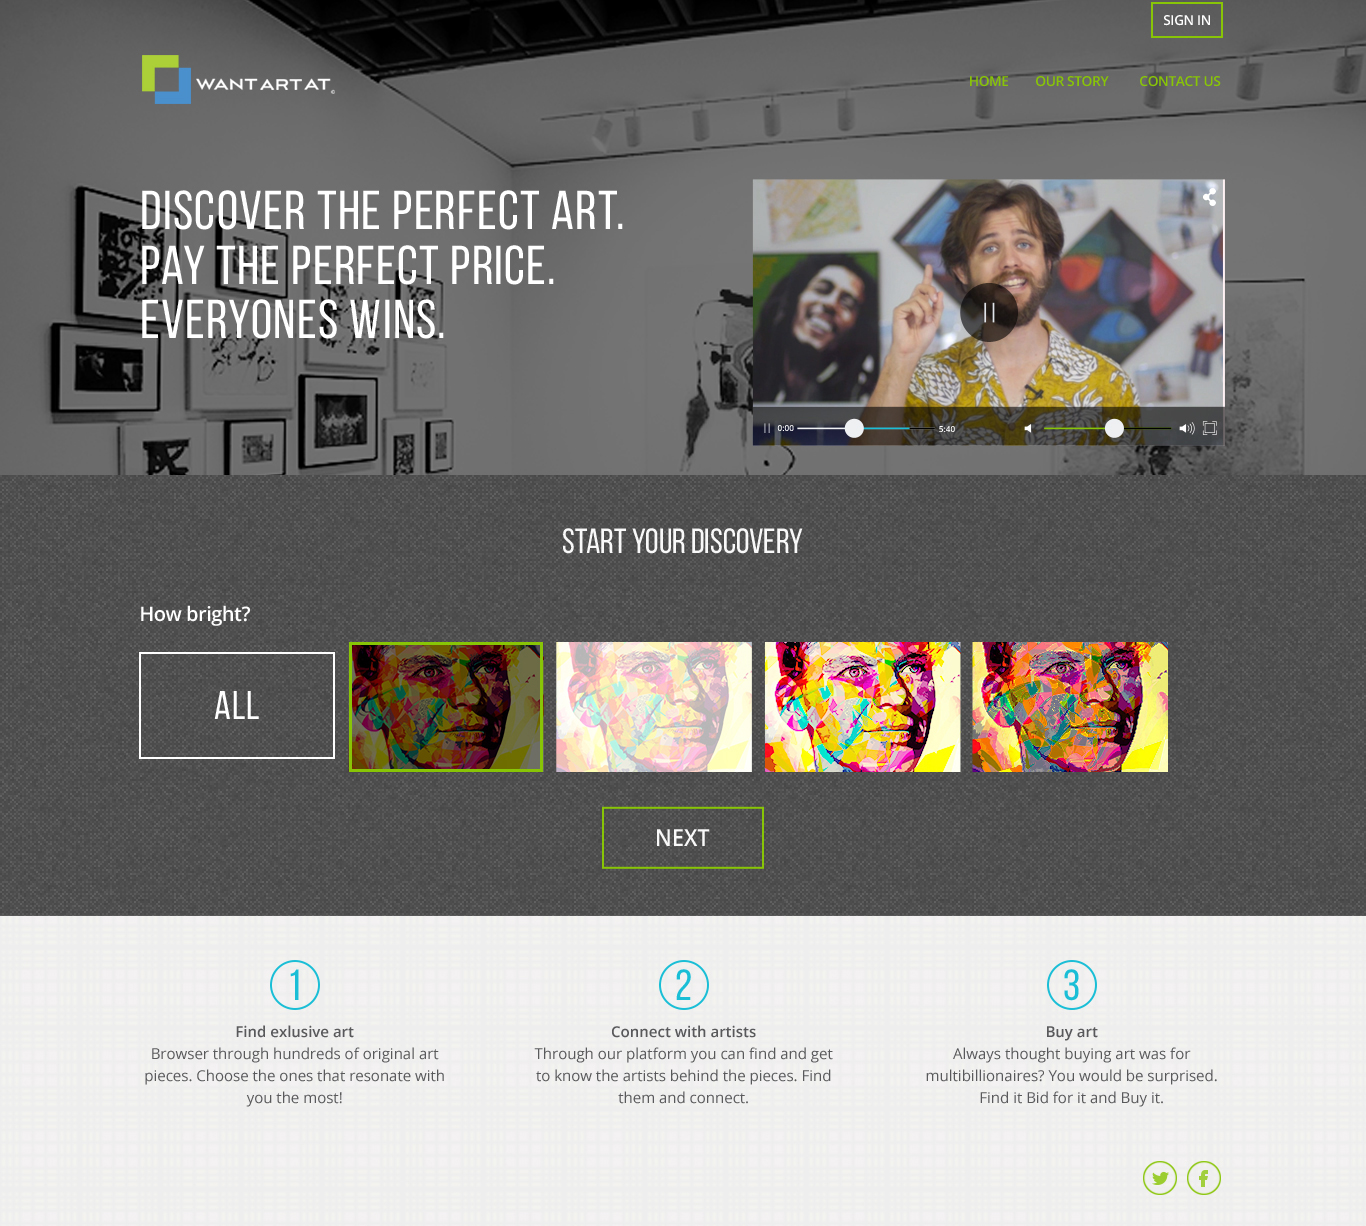 SIGN IN
WANTARTAT
HOME OUR STORY CONTACT US
DISCOVER THE PERFECT ART.
PAY THE PERFECT PRICE.
EVERYONES WINS.
0:00 5:40
START YOUR DISCOVERY
How bright?
ALL
NEXT
1
Find exlusive art
Browser through hundreds of original art
pieces. Choose the ones that resonate with
you the most!
2
Connect with artists
Through our platform you can find and get
to know the artists behind the pieces. Find
them and connect.
3
Buy art
Always thought buying art was for
multibillionaires? You would be surprised.
Find it Bid for it and Buy it.